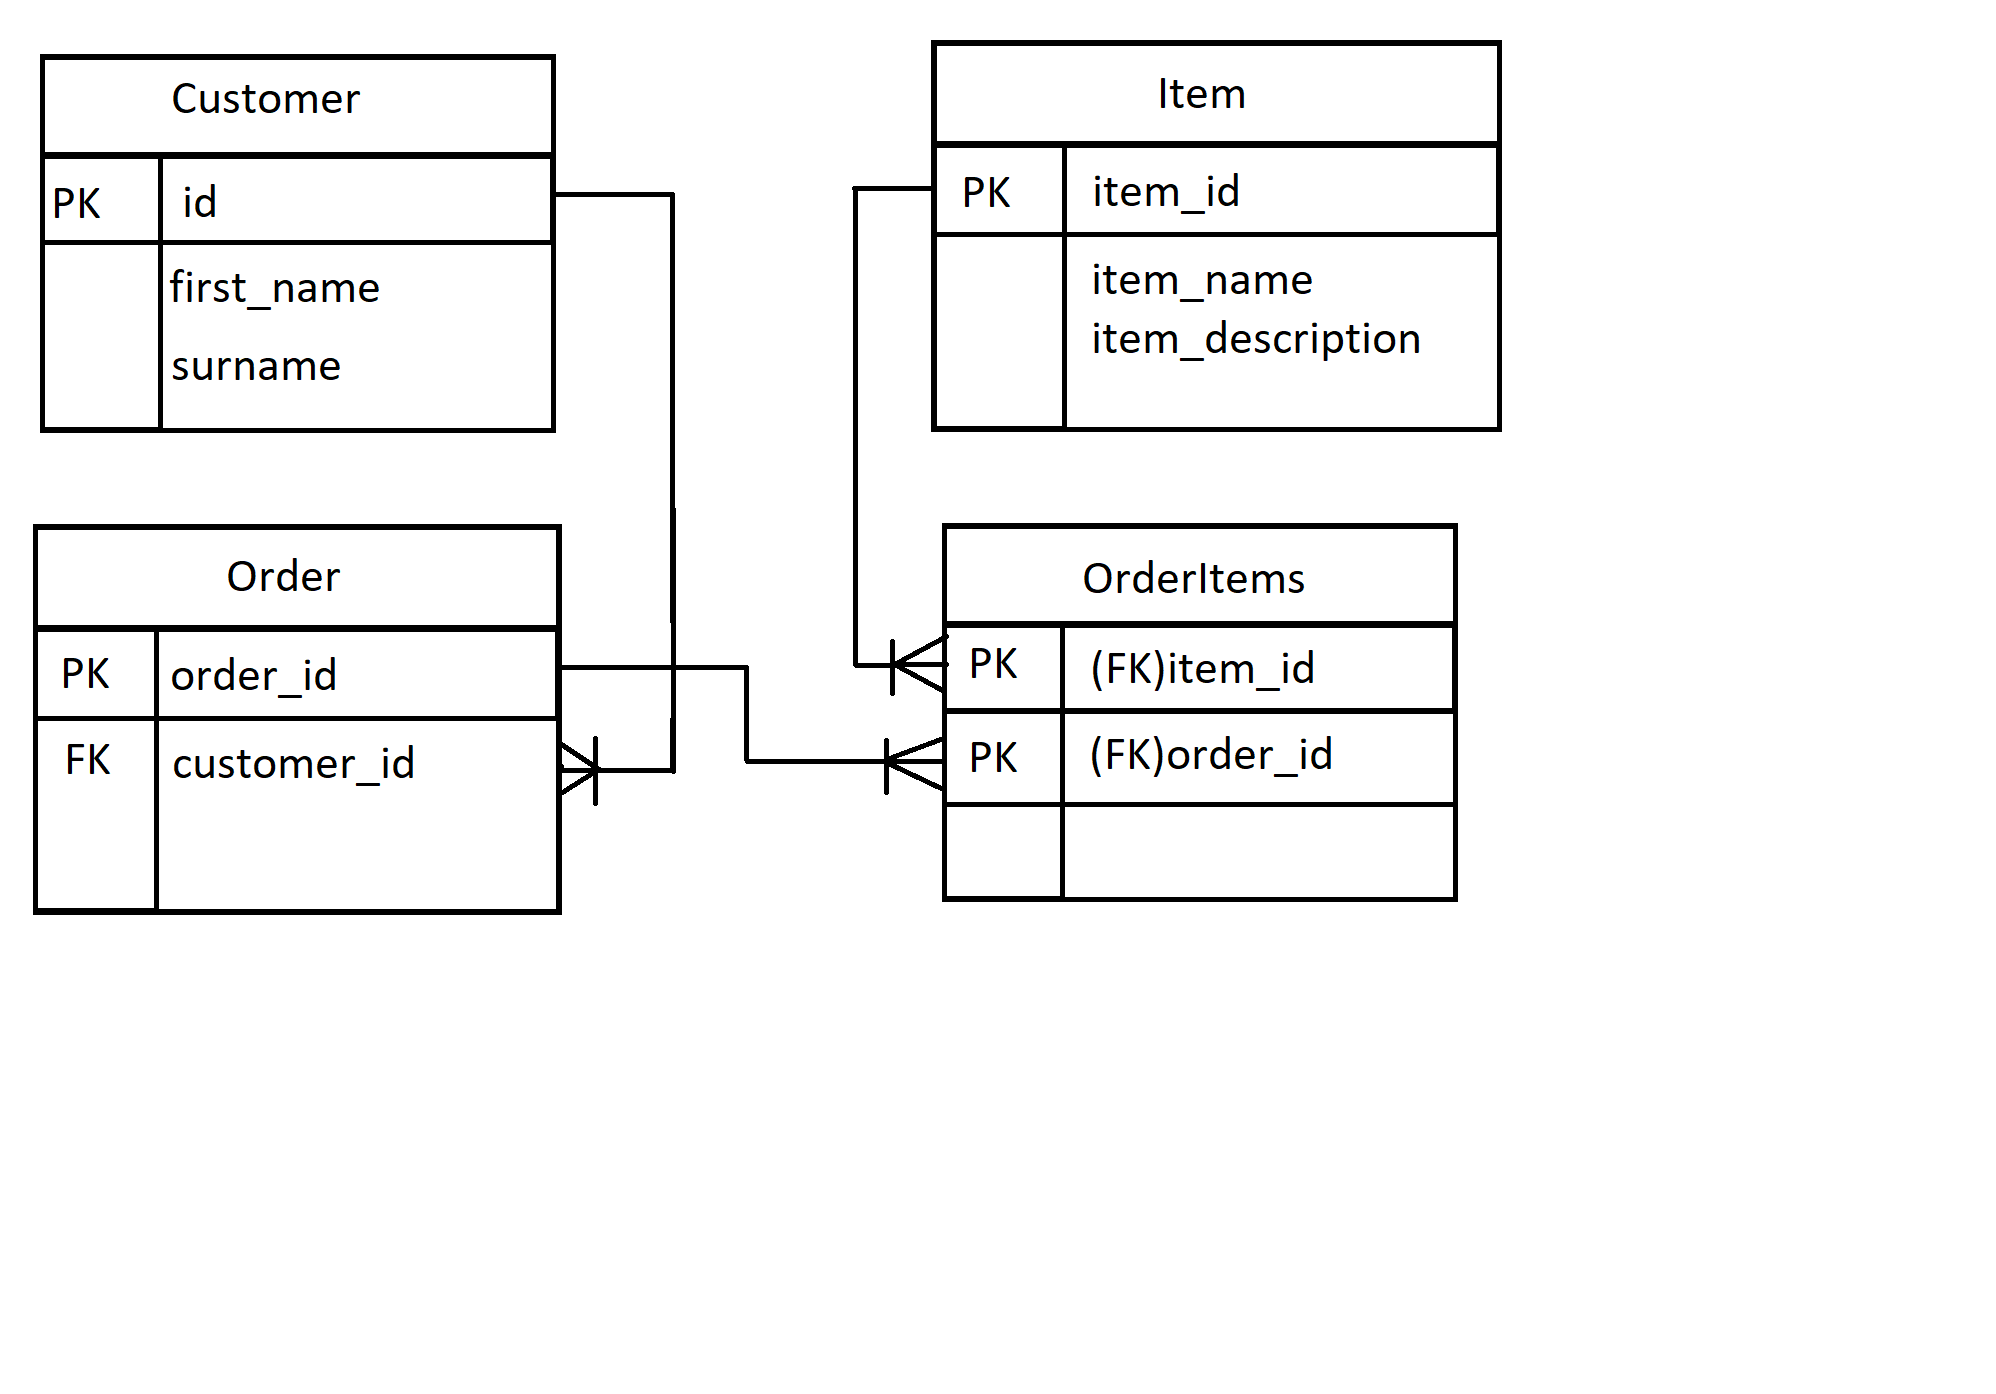 Customer
PK id
first_name
surname
Item
PK item_id
item_name
item_description
Order
PK order_id
FK customer_id
OrderItems
PK (FK)item_id
PK (FK)order_id